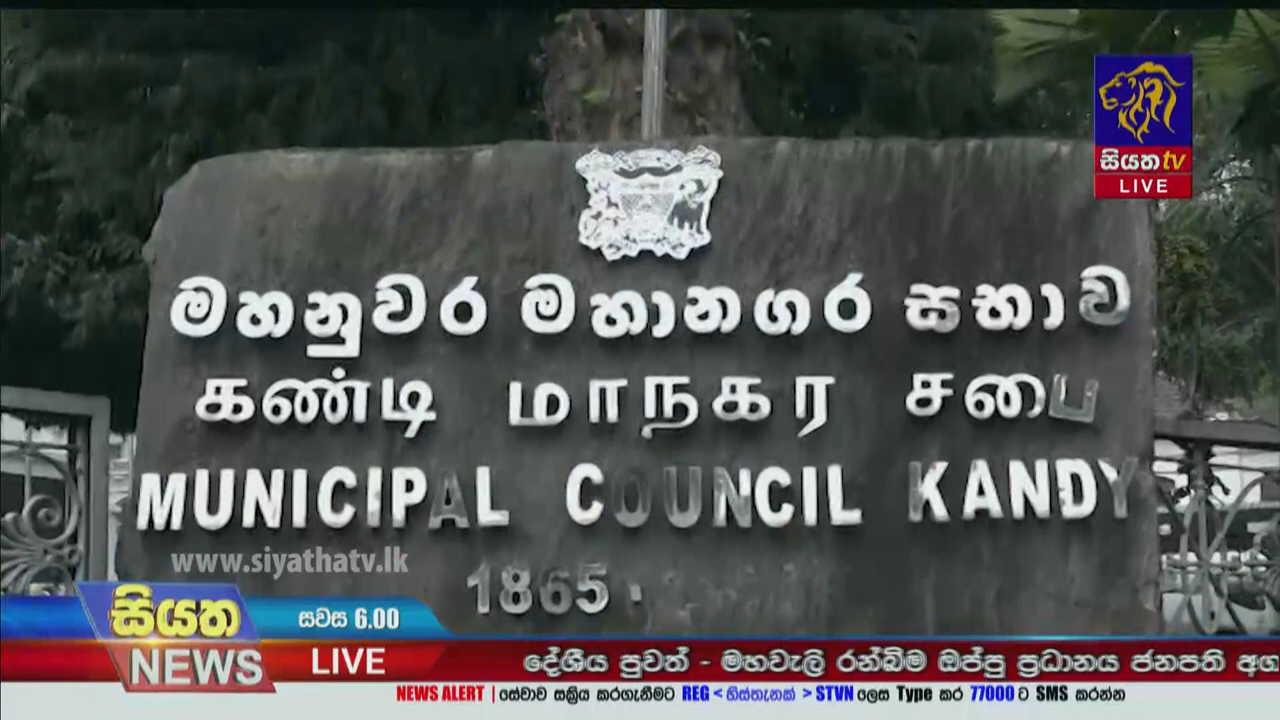 සියත tv
LIVE
මහනුවර මහානගර සභාව
கண்டி மாநகர சபை
MUNICIPAL COUNCIL KANDY
1865
www.siyathatv.lk
සියත
NEWS
සවස 6.00
LIVE
දේශීය පුවත් - මහවැලි රන්බිම ඔප්පු ප්‍රධානය ජනපති අග
NEWS ALERT | සේවාව සක්‍රිය කරගැනීමට REG < හිස්තැනක් > STVN ලෙස Type කර 77000 ට SMS කරන්න